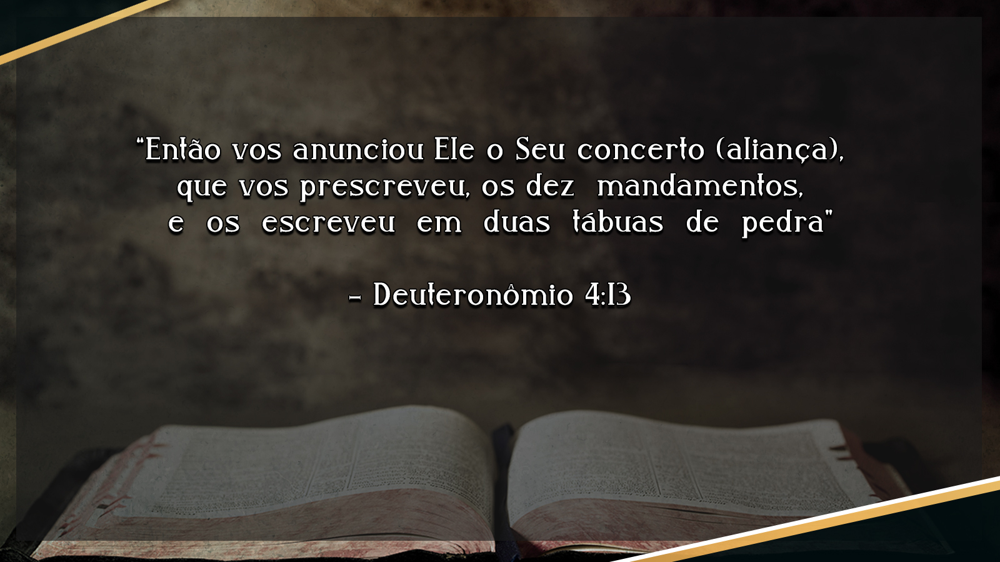 “Então vos anunciou Ele o Seu concerto (aliança),
que vos prescreveu, os dez mandamentos,
e os escreveu em duas tábuas de pedra”
– Deuteronômio 4:13